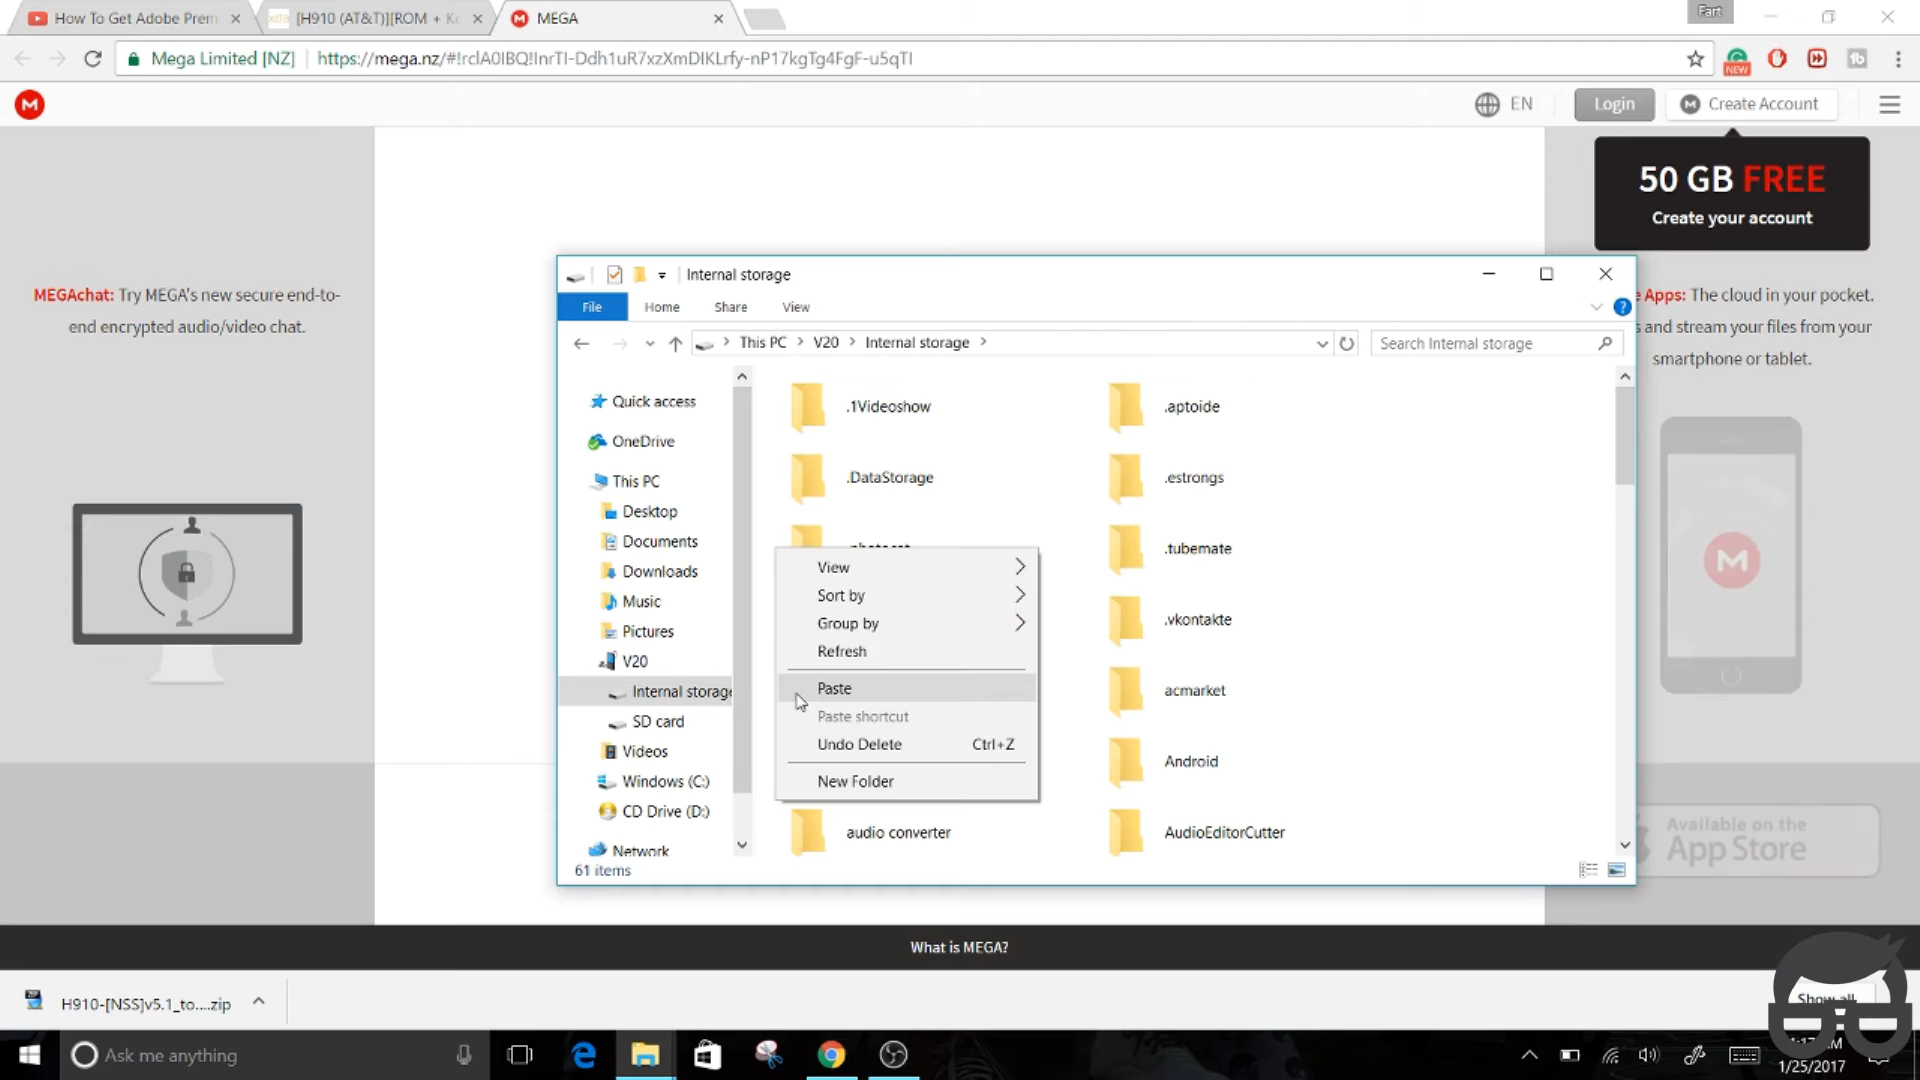 How To Get Adobe Prem
[H910 (AT&T)][ROM + Ke
MEGA
Fart
Mega Limited [NZ]
https://mega.nz/#!rclA0IBQ!InrTI-Ddh1uR7xzXmDIKLrfy-nP17kgTg4FgF-u5qTI
NEW
EN
Login
Create Account
50 GB FREE
Create your account
MEGAchat: Try MEGA's new secure end-to-
end encrypted audio/video chat.
Apps: The cloud in your pocket.
and stream your files from your
smartphone or tablet.
Internal storage
File
Home
Share
View
This PC
V20
Internal storage
Search Internal storage
Quick access
OneDrive
This PC
Desktop
Documents
Downloads
Music
Pictures
V20
Internal storage
SD card
Videos
Windows (C:)
CD Drive (D:)
Network
.1Videoshow
.aptoide
.DataStorage
.estrongs
.tubemate
.vkontakte
acmarket
Android
audio converter
AudioEditorCutter
View
Sort by
Group by
Refresh
Paste
Paste shortcut
Undo Delete Ctrl+Z
New Folder
61 items
Available on the
App Store
What is MEGA?
H910-[NSS]v5.1_to....zip
Show all
Ask me anything
1/25/2017